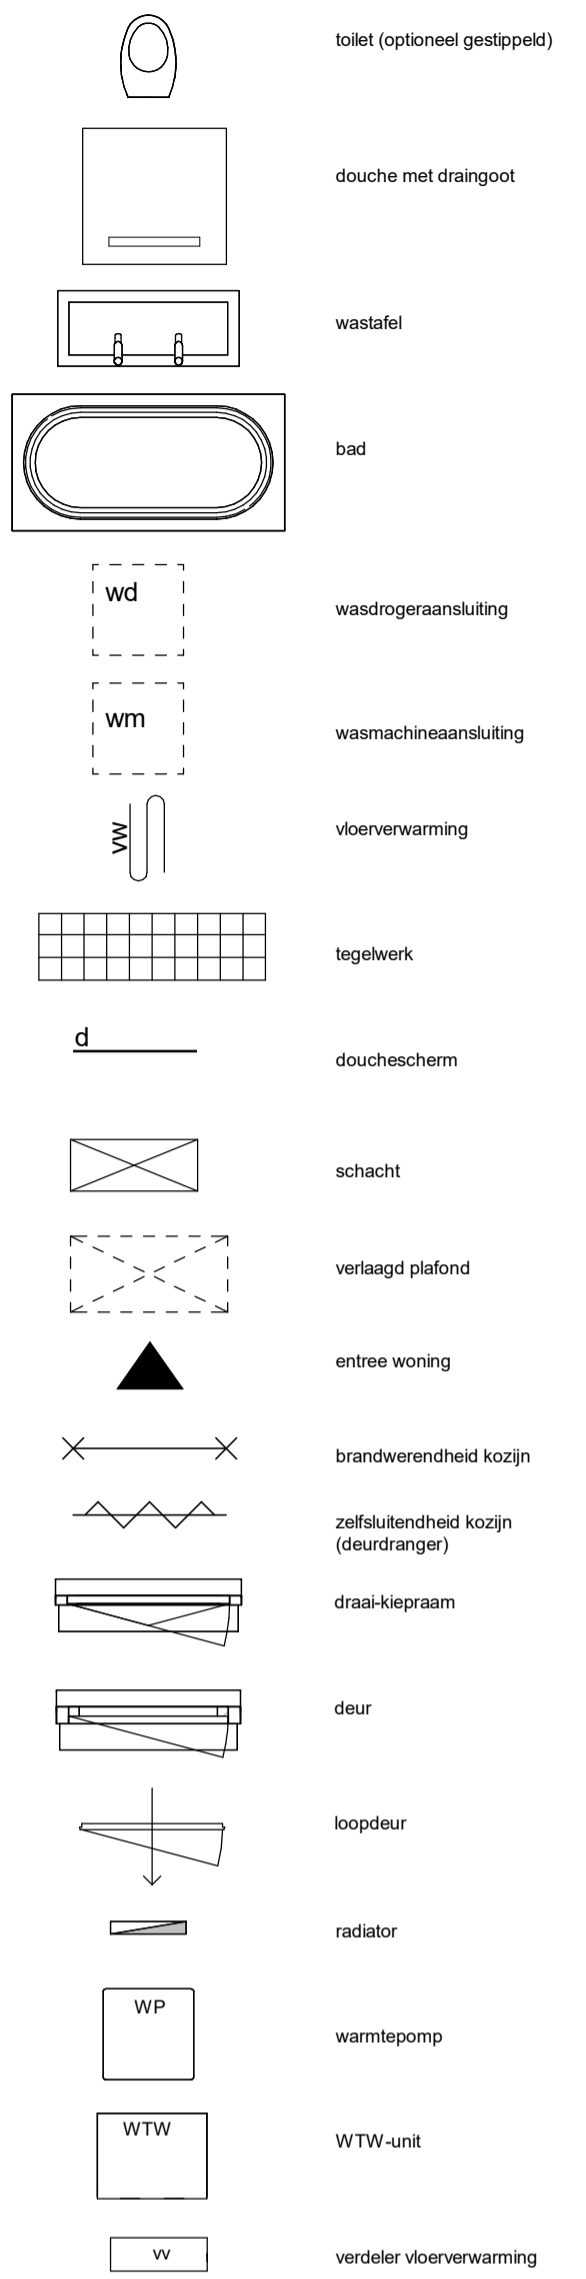 toilet (optioneel gestippeld)
douche met draingoot
wastafel
bad
wd
wasdrogeraansluiting
wm
wasmachineaansluiting
vw
vloerverwarming
tegelwerk
d
douchescherm
schacht
verlaagd plafond
entree woning
brandwerendheid kozijn
zelfsluitendheid kozijn
(deurdranger)
draai-kiepraam
deur
loopdeur
radiator
WP
warmtepomp
WTW
WTW-unit
vv
verdeler vloerverwarming